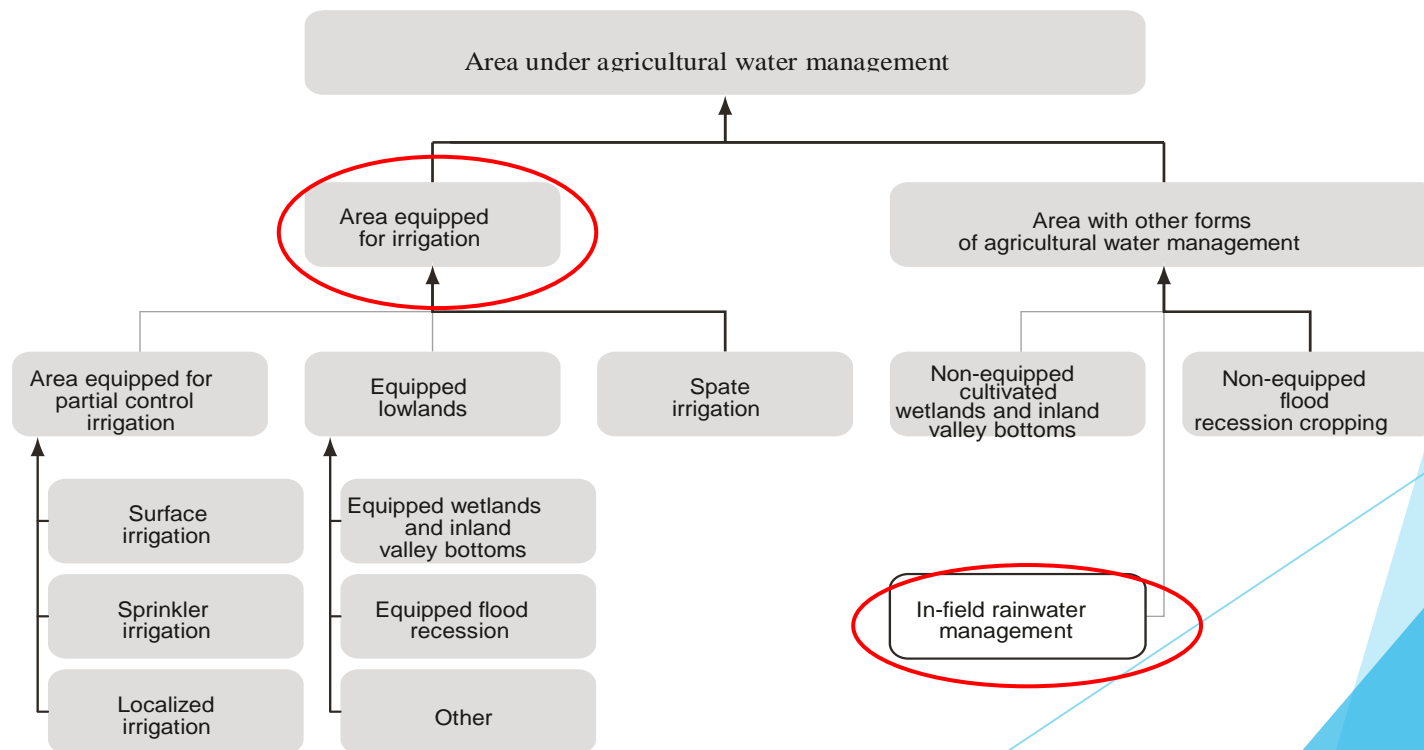 Area under agricultural water management
Area equipped
for irrigation
Area with other forms
of agricultural water management
Area equipped for
partial control
irrigation
Equipped
lowlands
Spate
irrigation
Non-equipped
cultivated
wetlands and inland
valley bottoms
Non-equipped
flood
recession cropping
Surface
irrigation
Equipped wetlands
and inland
valley bottoms
Sprinkler
irrigation
Equipped flood
recession
In-field rainwater
management
Localized
irrigation
Other